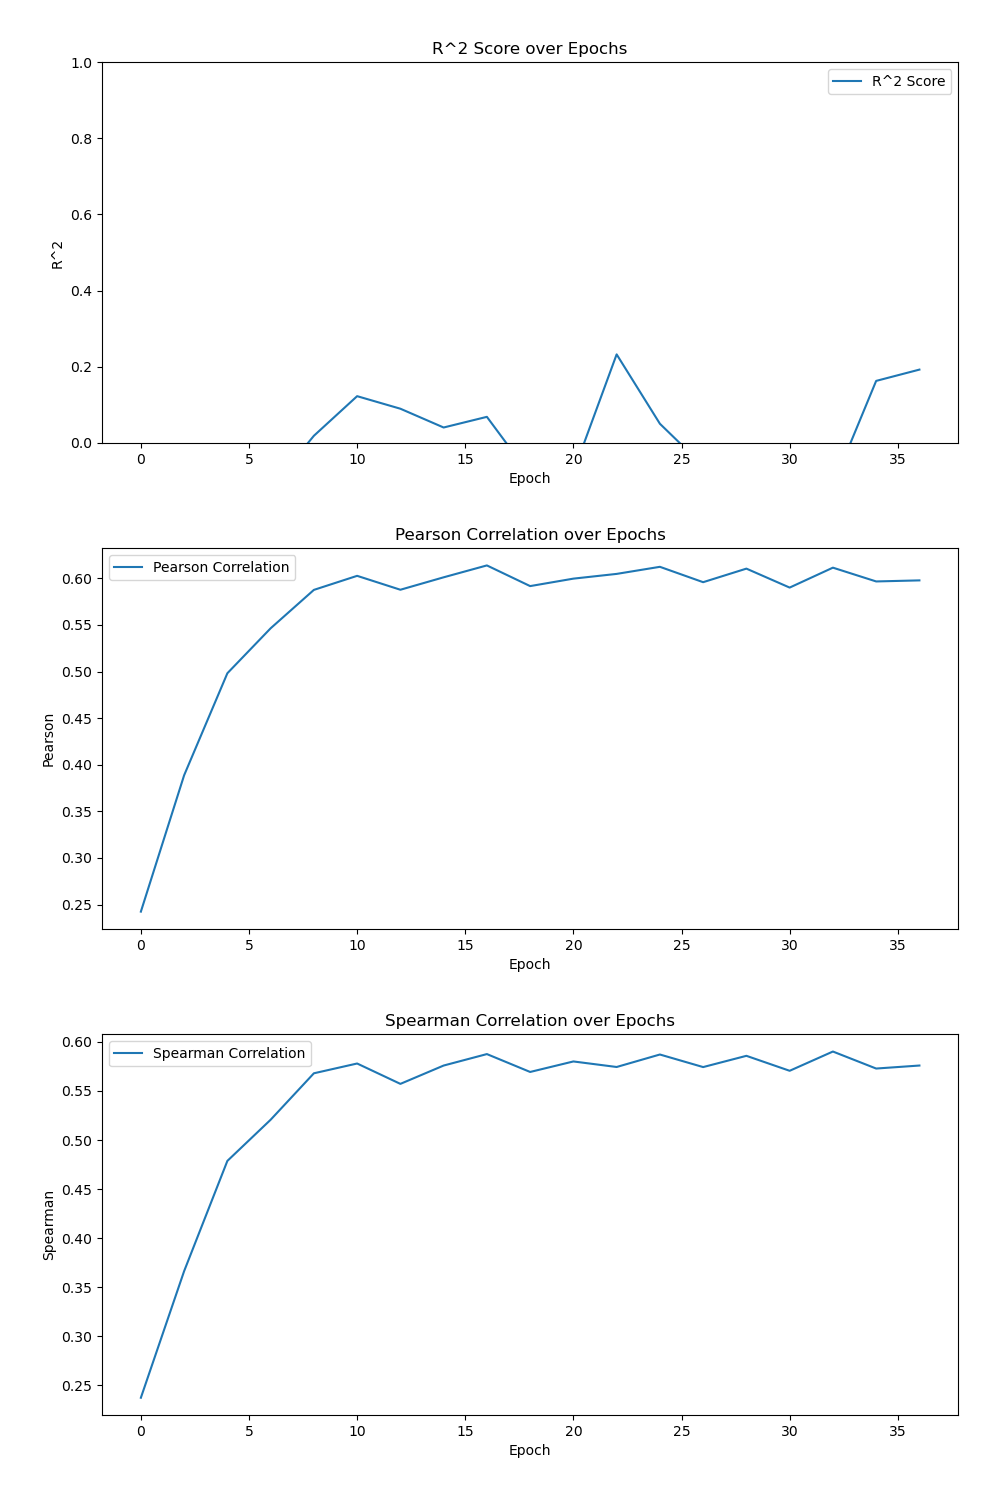 R^2 Score over Epochs
1.0
0.8
0.6
0.4
0.2
0.0
R^2
R^2 Score
0 5 10 15 20 25 30 35
Epoch
Pearson Correlation over Epochs
0.60
0.55
0.50
0.45
0.40
0.35
0.30
0.25
Pearson
Pearson Correlation
0 5 10 15 20 25 30 35
Epoch
Spearman Correlation over Epochs
0.60
0.55
0.50
0.45
0.40
0.35
0.30
0.25
Spearman
Spearman Correlation
0 5 10 15 20 25 30 35
Epoch